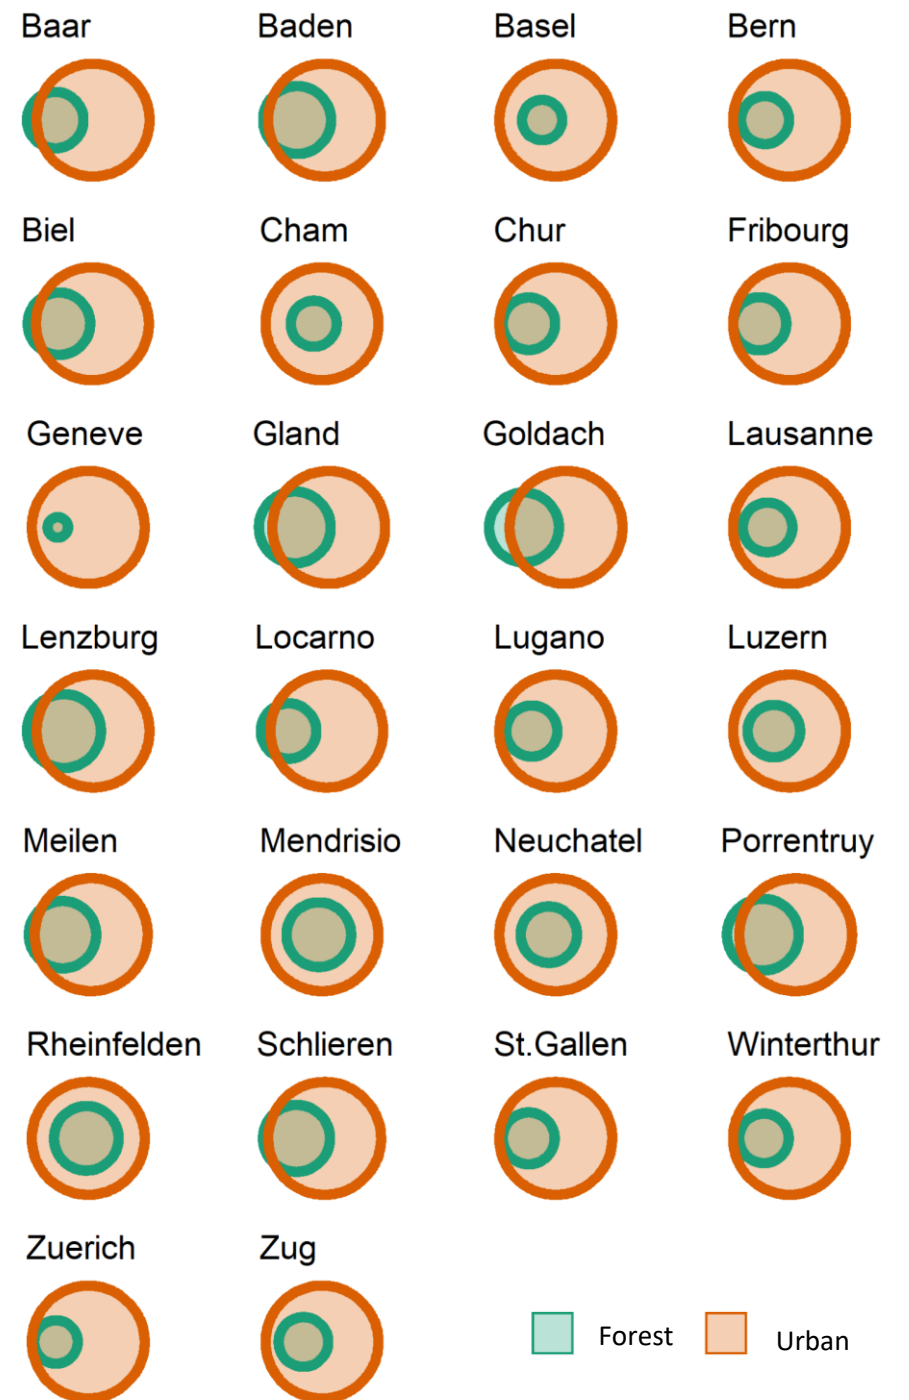 Baar Baden Basel Bern
Biel Cham Chur Fribourg
Geneve Gland Goldach Lausanne
Lenzburg Locarno Lugano Luzern
Meilen Mendrisio Neuchatel Porrentruy
Rheinfelden Schlieren St.Gallen Winterthur
Zuerich Zug
Forest Urban